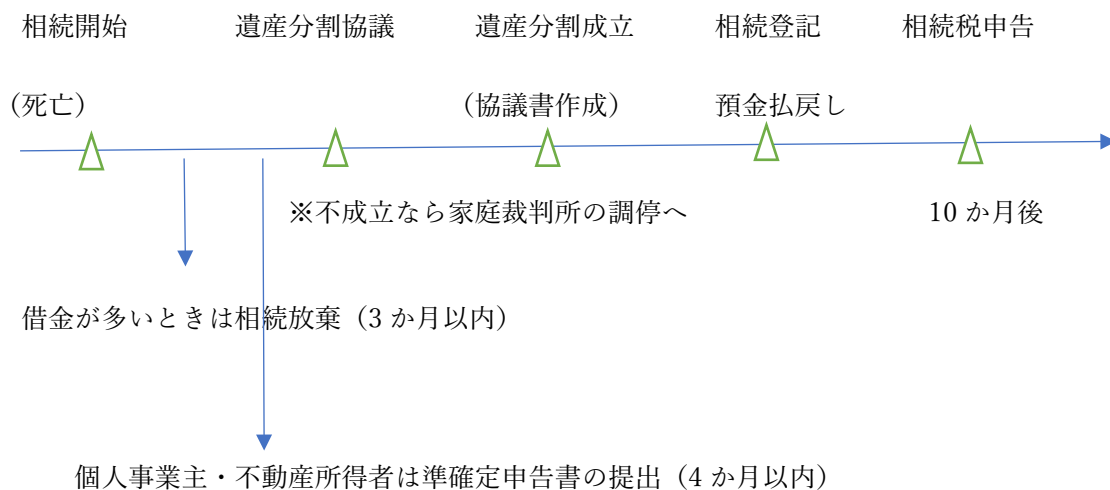 相続開始 遺産分割協議 遺産分割成立 相続登記 相続税申告
（死亡） （協議書作成） 預金払戻し
※不成立なら家庭裁判所の調停へ 10 か月後
借金が多いときは相続放棄（3 か月以内）
個人事業主・不動産所得者は準確定申告書の提出（4 か月以内）